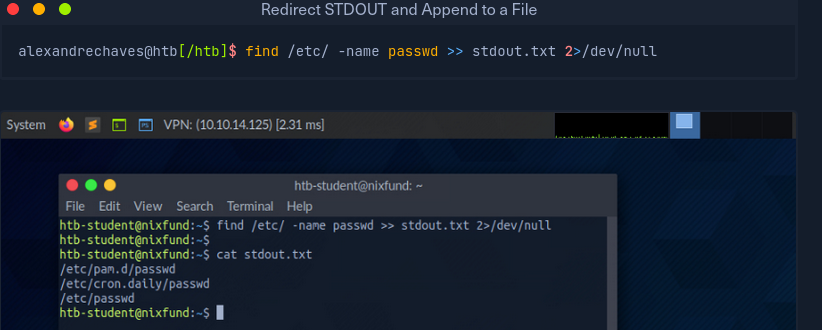 Redirect STDOUT and Append to a File
alexandrechaves@htb[/htb]$ find /etc/ -name passwd >> stdout.txt 2>/dev/null
System VPN: (10.10.14.125) [2.31 ms]
htb-student@nixfund: ~
File Edit View Search Terminal Help
htb-student@nixfund:~$ find /etc/ -name passwd >> stdout.txt 2>/dev/null
htb-student@nixfund:~$
htb-student@nixfund:~$ cat stdout.txt
/etc/pam.d/passwd
/etc/cron.daily/passwd
/etc/passwd
htb-student@nixfund:~$